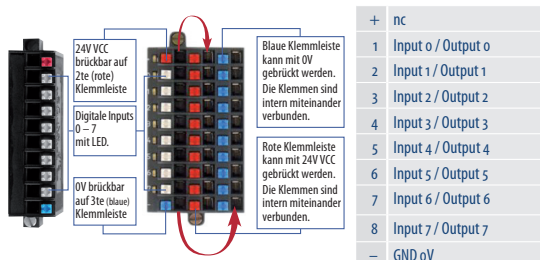 24V VCC
brückbar auf
2te (rote)
Klemmleiste
Digitale Inputs
0 – 7
mit LED.
0V brückbar
auf 3te (blaue)
Klemmleiste
Blaue Klemmleiste
kann mit 0V
gebrückt werden.
Die Klemmen sind
intern miteinander
verbunden.
Rote Klemmleiste
kann mit 24V VCC
gebrückt werden.
Die Klemmen sind
intern miteinander
verbunden.
+ nc
1 Input 0 / Output 0
2 Input 1 / Output 1
3 Input 2 / Output 2
4 Input 3 / Output 3
5 Input 4 / Output 4
6 Input 5 / Output 5
7 Input 6 / Output 6
8 Input 7 / Output 7
– GND 0V